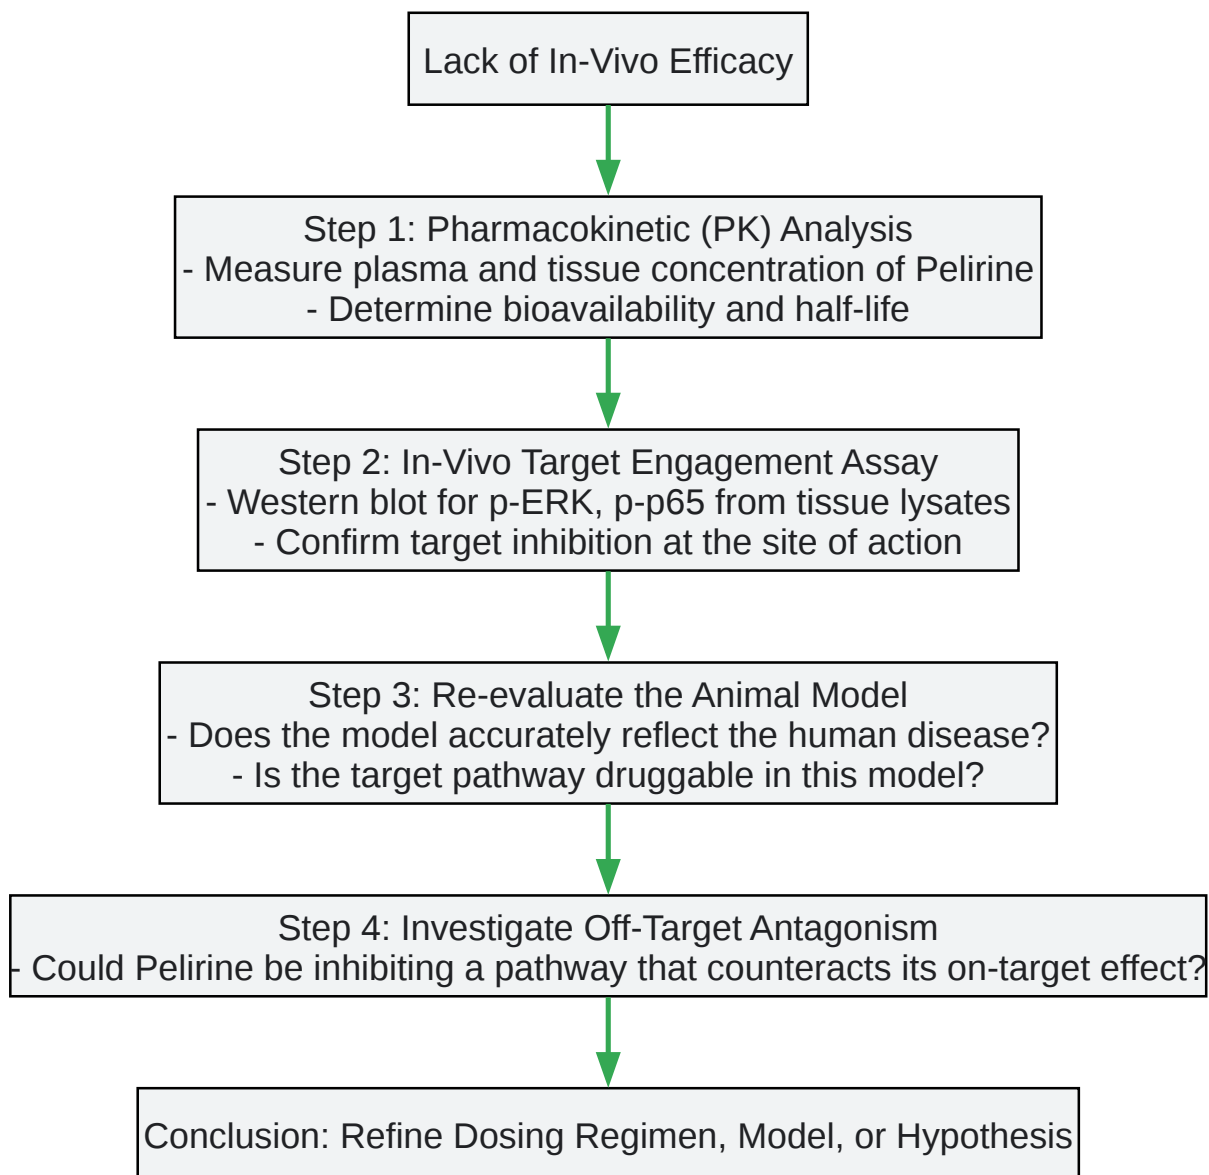 Lack of In-Vivo Efficacy
Step 1: Pharmacokinetic (PK) Analysis
- Measure plasma and tissue concentration of Pelirine
- Determine bioavailability and half-life
Step 2: In-Vivo Target Engagement Assay
- Western blot for p-ERK, p-p65 from tissue lysates
- Confirm target inhibition at the site of action
Step 3: Re-evaluate the Animal Model
- Does the model accurately reflect the human disease?
- Is the target pathway druggable in this model?
Step 4: Investigate Off-Target Antagonism
- Could Pelirine be inhibiting a pathway that counteracts its on-target effect?
Conclusion: Refine Dosing Regimen, Model, or Hypothesis